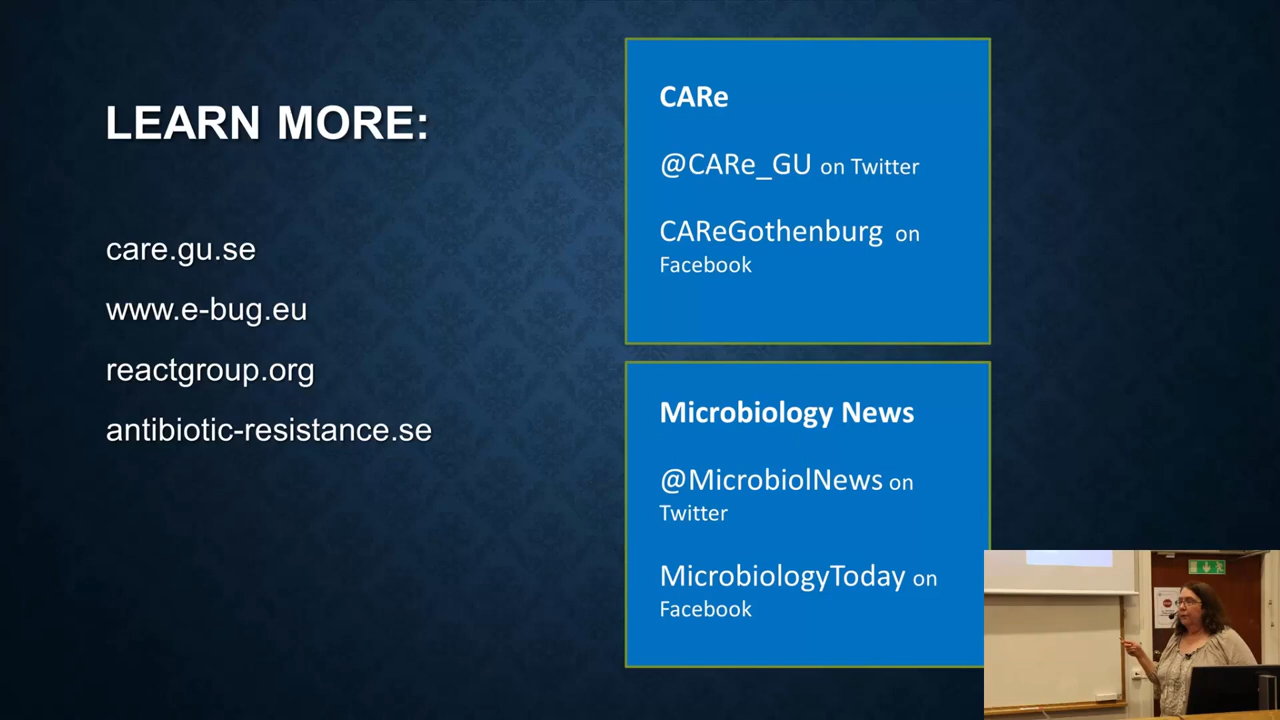 LEARN MORE:
care.gu.se
www.e-bug.eu
reactgroup.org
antibiotic-resistance.se
CARe
@CARe_GU on Twitter
CAReGothenburg on
Facebook
Microbiology News
@MicrobiolNews on
Twitter
MicrobiologyToday on
Facebook